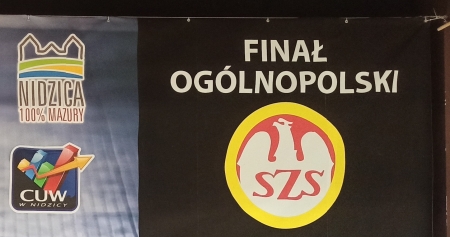 FINAŁ
OGÓLNOPOLSKI
NIDZICA
100% MAZURY
CUW
W NIDZICY
SZS